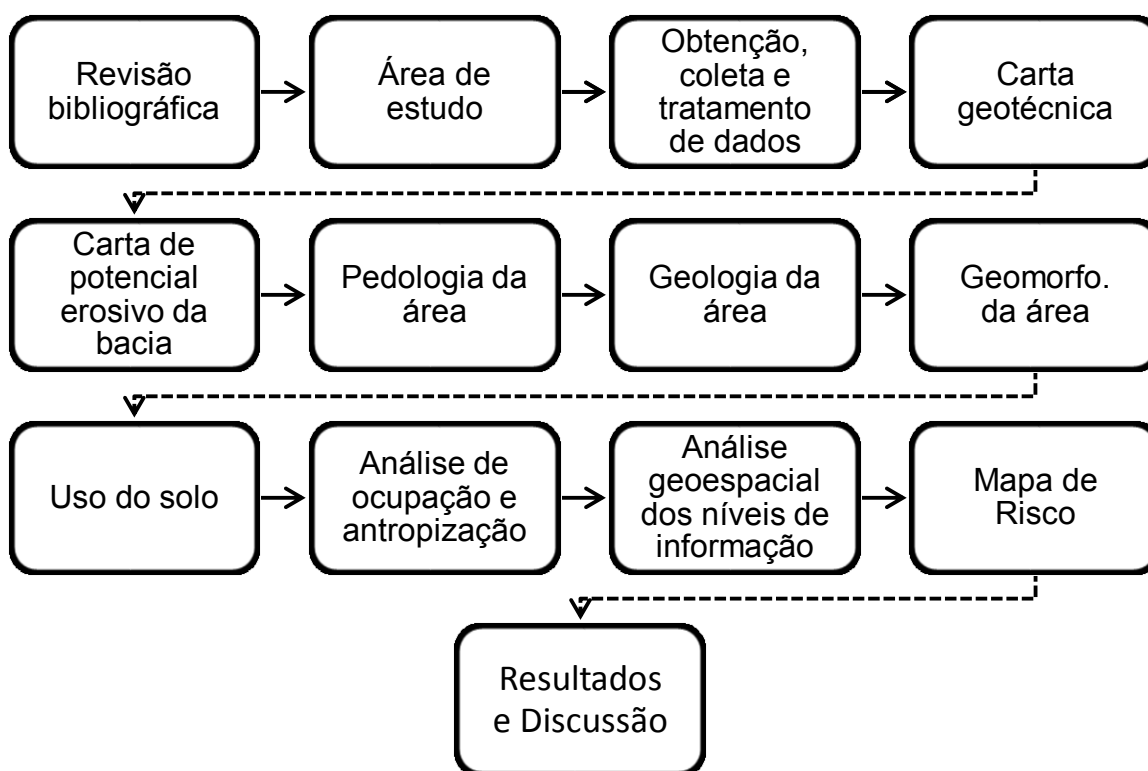 Revisão
bibliográfica
Área de
estudo
Obtenção,
coleta e
tratamento
de dados
Carta
geotécnica
Carta de
potencial
erosivo da
bacia
Pedologia da
área
Geologia da
área
Geomorfo.
da área
Uso do solo
Análise de
ocupação e
antropização
Análise
geoespacial
dos níveis de
informação
Mapa de
Risco
Resultados
e Discussão